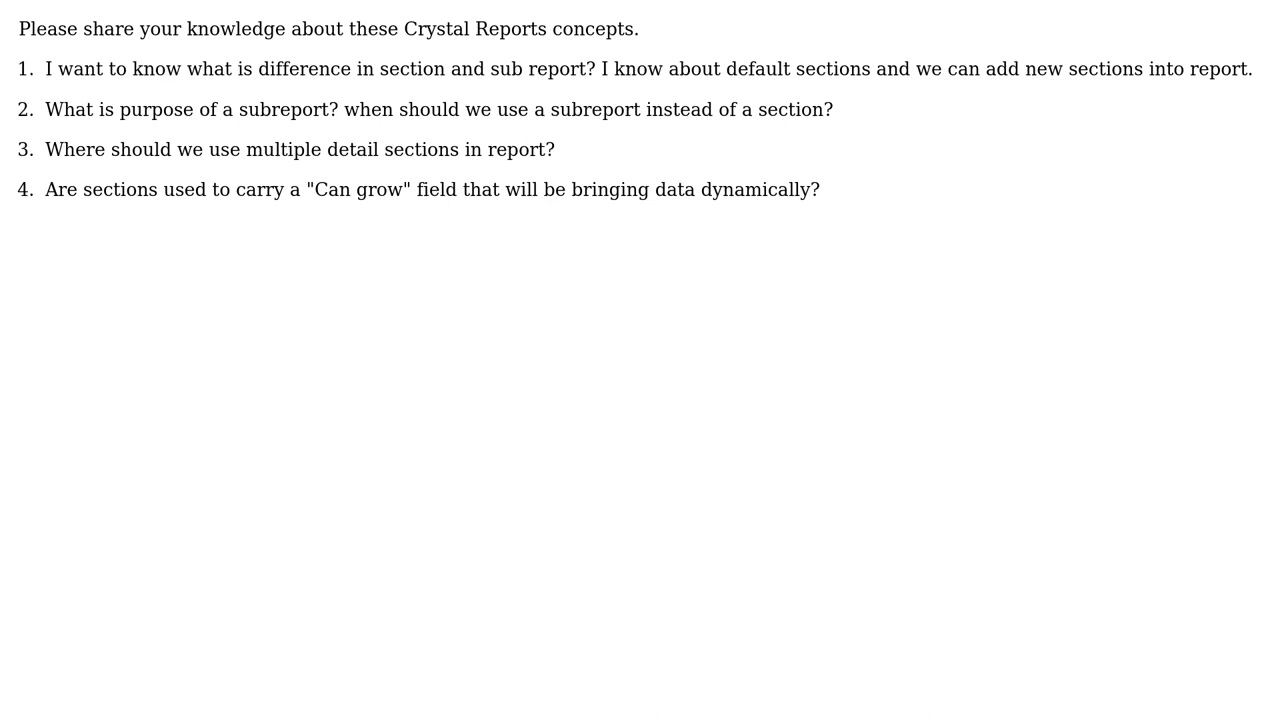 Please share your knowledge about these Crystal Reports concepts.
1. I want to know what is difference in section and sub report? I know about default sections and we can add new sections into report.
2. What is purpose of a subreport? when should we use a subreport instead of a section?
3. Where should we use multiple detail sections in report?
4. Are sections used to carry a "Can grow" field that will be bringing data dynamically?